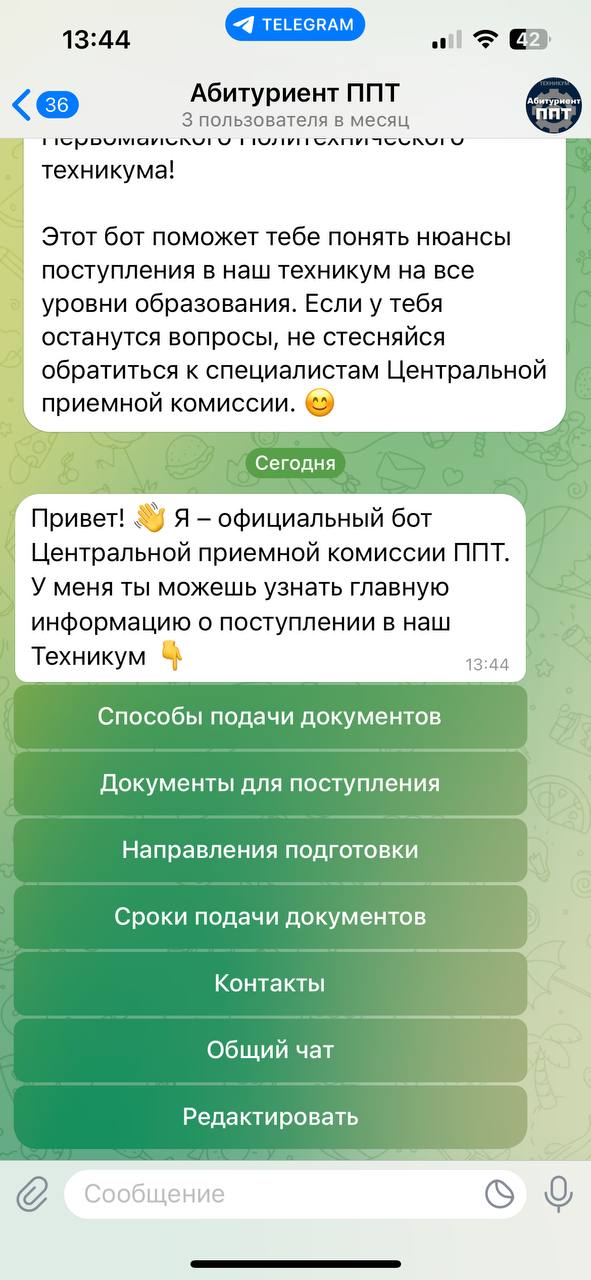 13:44
TELEGRAM
42
36
Абитуриент ППТ
3 пользователя в месяц
ТЕХНИКУМ
Абитуриент
ППТ
Первомайского Политехнического
техникума!
Этот бот поможет тебе понять нюансы
поступления в наш техникум на все
уровни образования. Если у тебя
останутся вопросы, не стесняйся
обратиться к специалистам Центральной
приемной комиссии. 😊
Сегодня
Привет! 👋 Я – официальный бот
Центральной приемной комиссии ППТ.
У меня ты можешь узнать главную
информацию о поступлении в наш
Техникум 👇
13:44
Способы подачи документов
Документы для поступления
Направления подготовки
Сроки подачи документов
Контакты
Общий чат
Редактировать
Сообщение